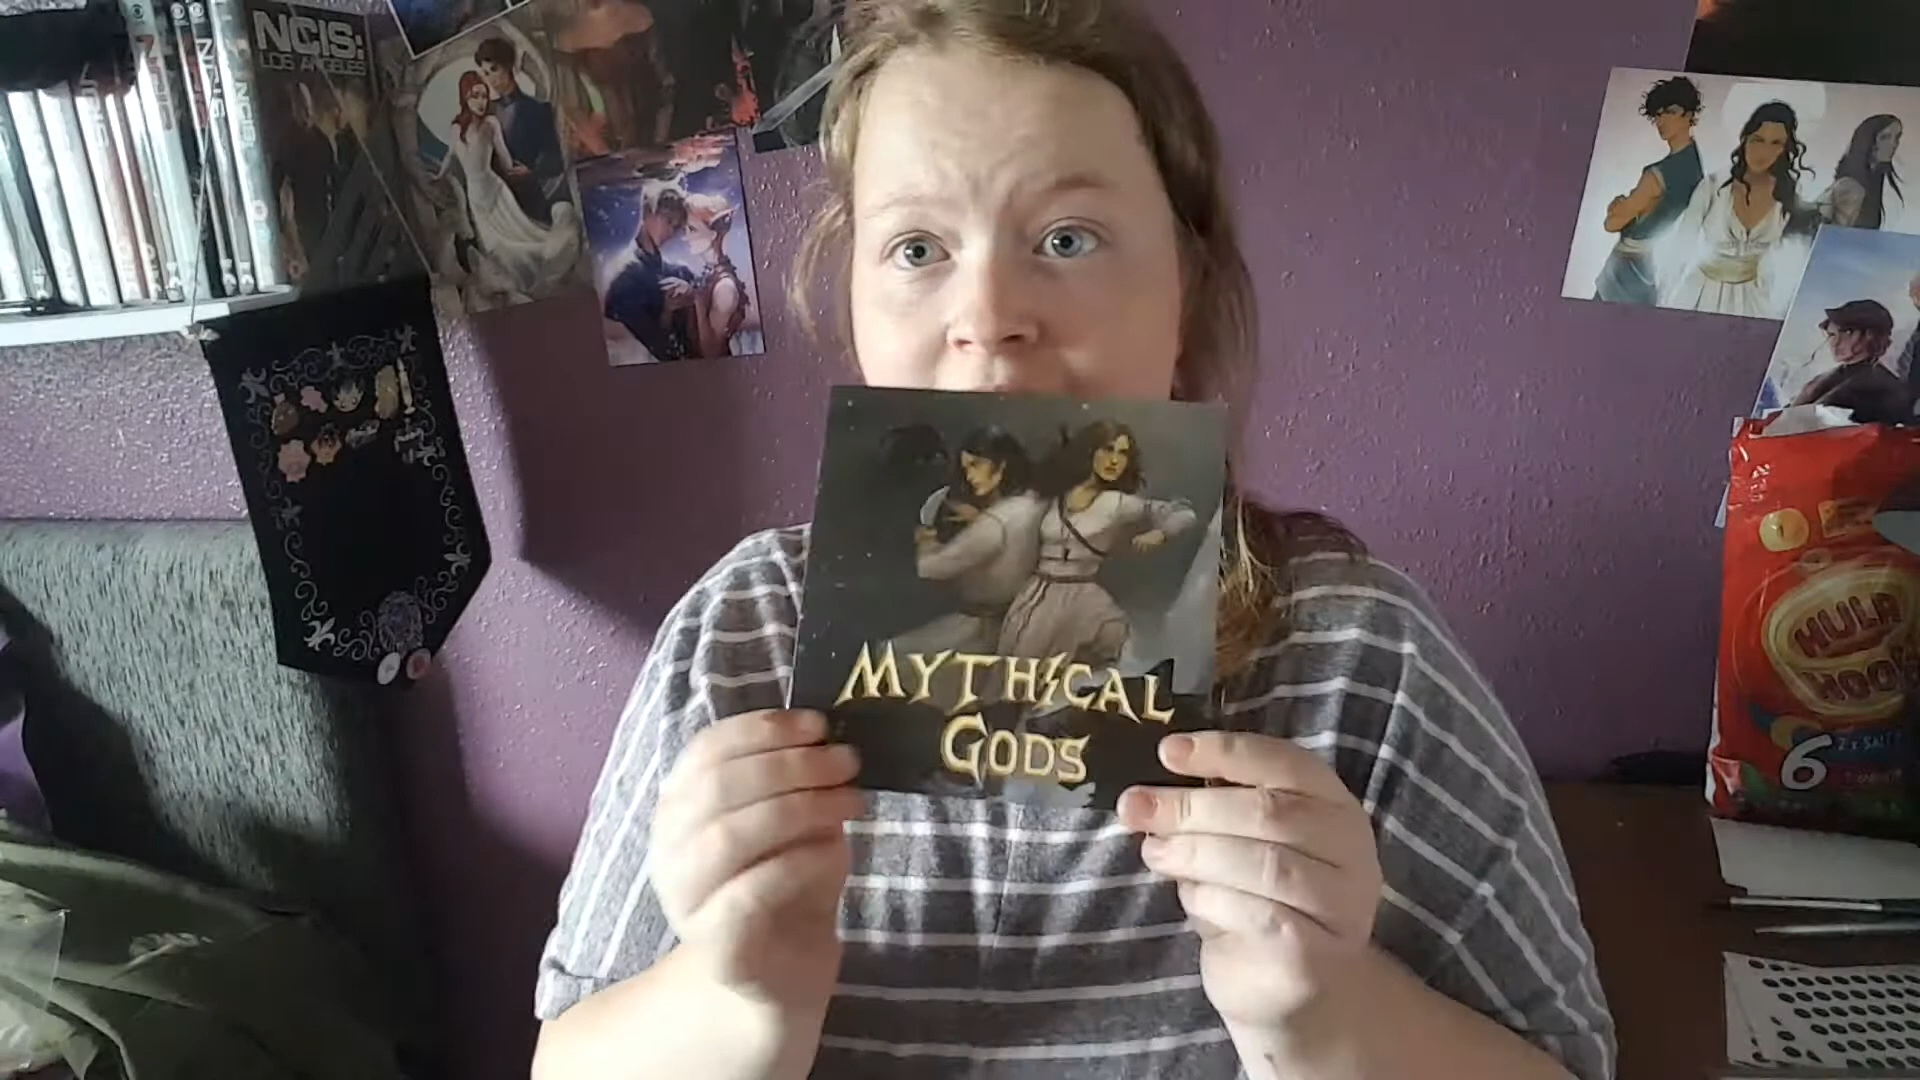 NCIS:
LOS ANGELES
MYTHICAL
GODS
HULA
HOOPS
6